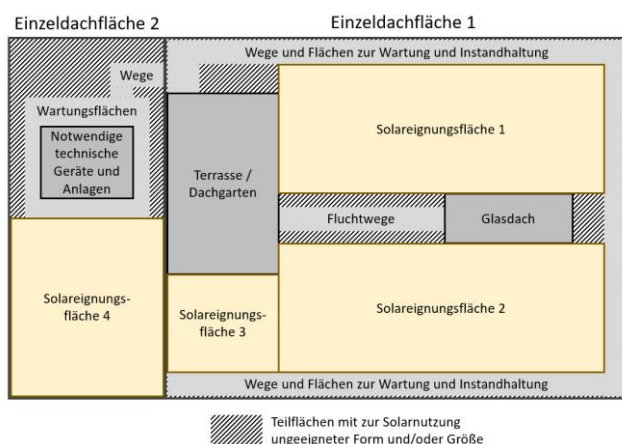 Einzeldachfläche 2
Einzeldachfläche 1
Wege und Flächen zur Wartung und Instandhaltung
Wege
Wartungsflächen
Notwendige
technische
Geräte und
Anlagen
Terrasse /
Dachgarten
Solareignungsfläche 1
Fluchtwege
Glasdach
Solareignungs-
fläche 4
Solareignungs-
fläche 3
Solareignungsfläche 2
Wege und Flächen zur Wartung und Instandhaltung
Teilflächen mit zur Solarnutzung
ungeeigneter Form und/oder Größe